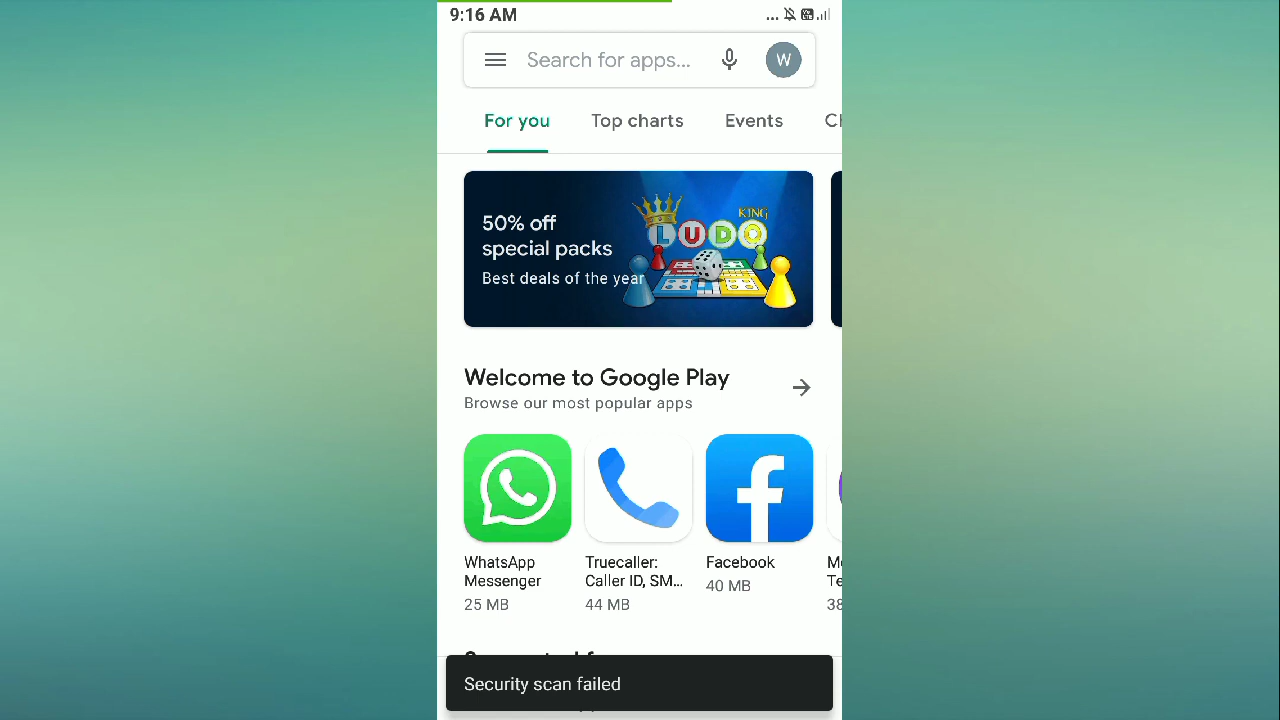 9:16 AM
Search for apps...
W
For you
Top charts
Events
50% off
special packs
Best deals of the year
KING
LUDO
Welcome to Google Play
Browse our most popular apps
WhatsApp
Messenger
25 MB
Truecaller:
Caller ID, SM...
44 MB
Facebook
40 MB
38
Security scan failed